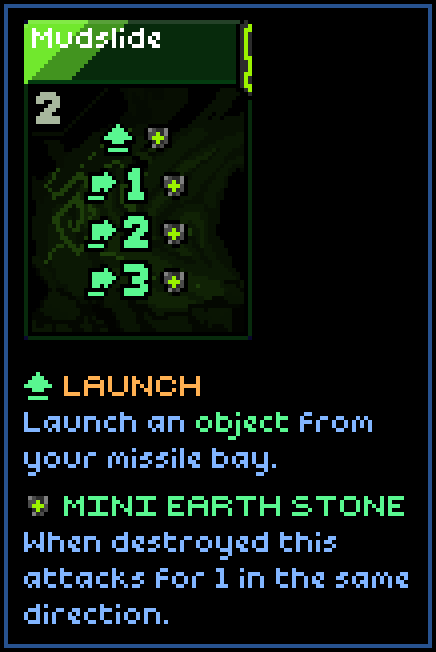 Mudslide
2
1
2
3
LAUNCH
Launch an object from
your missile bay.
MINI EARTH STONE
When destroyed this
attacks for 1 in the same
direction.